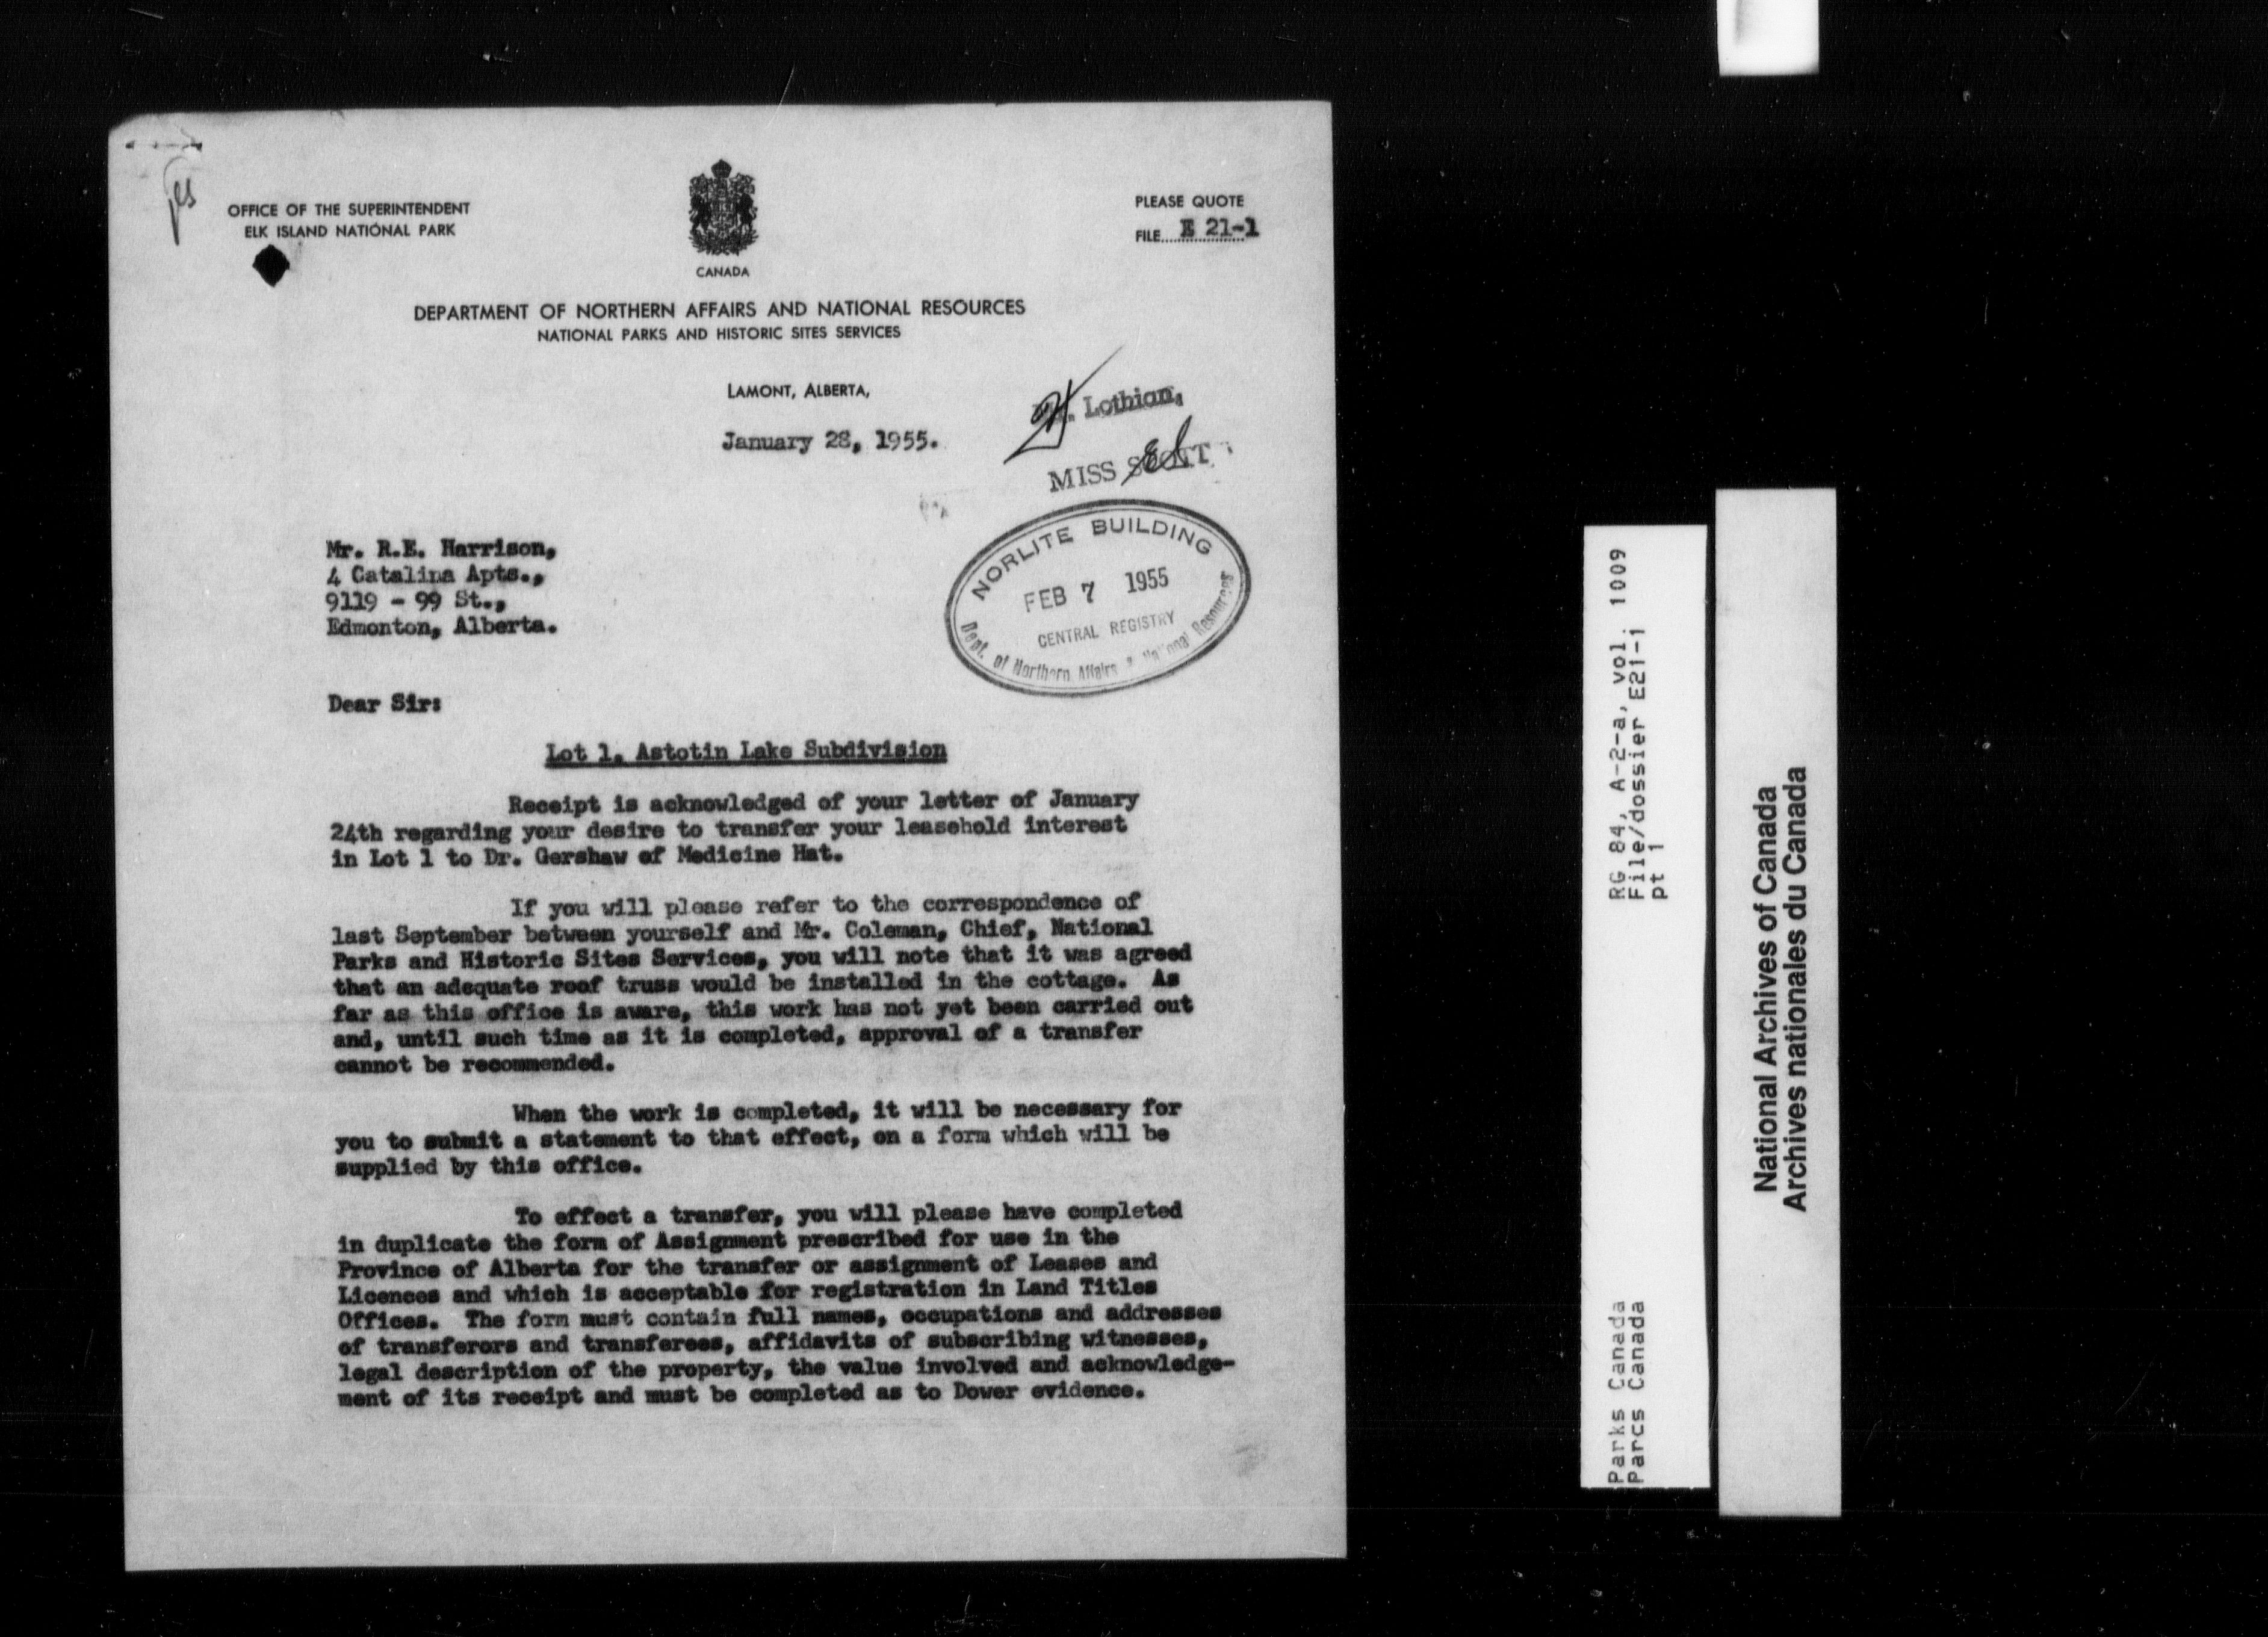 yes
OFFICE OF THE SUPERINTENDENT
ELK ISLAND NATIONAL PARK
CANADA
PLEASE QUOTE
FILE E 21-1
DEPARTMENT OF NORTHERN AFFAIRS AND NATIONAL RESOURCES
NATIONAL PARKS AND HISTORIC SITES SERVICES
LAMONT, ALBERTA,
January 28, 1955.
Mr. Lothian,
MISS SCOTT
NORLITE BUILDING
FEB 7 1955
CENTRAL REGISTRY
Dept. of Northern Affairs & National Resources
Mr. R.E. Harrison,
4 Catalina Apts.,
9119 - 99 St.,
Edmonton, Alberta.
Dear Sir:
Lot 1, Astotin Lake Subdivision
Receipt is acknowledged of your letter of January
24th regarding your desire to transfer your leasehold interest
in Lot 1 to Dr. Gershaw of Medicine Hat.
If you will please refer to the correspondence of
last September between yourself and Mr. Coleman, Chief, National
Parks and Historic Sites Services, you will note that it was agreed
that an adequate roof truss would be installed in the cottage. As
far as this office is aware, this work has not yet been carried out
and, until such time as it is completed, approval of a transfer
cannot be recommended.
When the work is completed, it will be necessary for
you to submit a statement to that effect, on a form which will be
supplied by this office.
To effect a transfer, you will please have completed
in duplicate the form of Assignment prescribed for use in the
Province of Alberta for the transfer or assignment of Leases and
Licences and which is acceptable for registration in Land Titles
Offices. The form must contain full names, occupations and addresses
of transferors and transferees, affidavits of subscribing witnesses,
legal description of the property, the value involved and acknowledge-
ment of its receipt and must be completed as to Dower evidence.
Parks Canada
Parcs Canada
RG 84, A-2-a, vol. 1009
File/dossier E21-1
pt 1
National Archives of Canada
Archives nationales du Canada